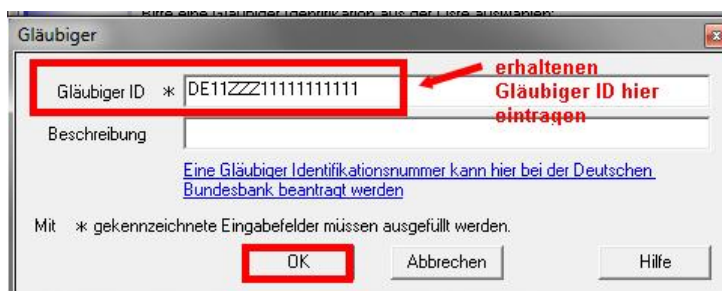 Bitte eine Gläubiger Identifikation aus der Liste auswählen:
Gläubiger
Gläubiger ID * DE11ZZZ11111111111
erhaltenen
Gläubiger ID hier
eintragen
Beschreibung
Eine Gläubiger Identifikationsnummer kann hier bei der Deutschen
Bundesbank beantragt werden
Mit * gekennzeichnete Eingabefelder müssen ausgefüllt werden.
OK Abbrechen Hilfe